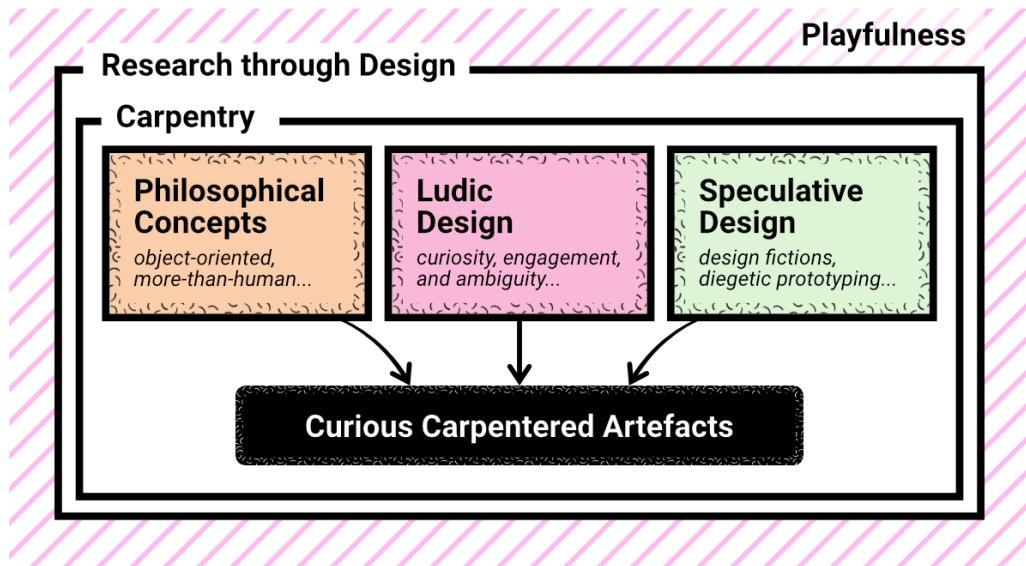 Playfulness
Research through Design
Carpentry
Philosophical
Concepts
object-oriented,
more-than-human...
Ludic
Design
curiosity, engagement,
and ambiguity...
Speculative
Design
design fictions,
diegetic prototyping...
Curious Carpentered Artefacts